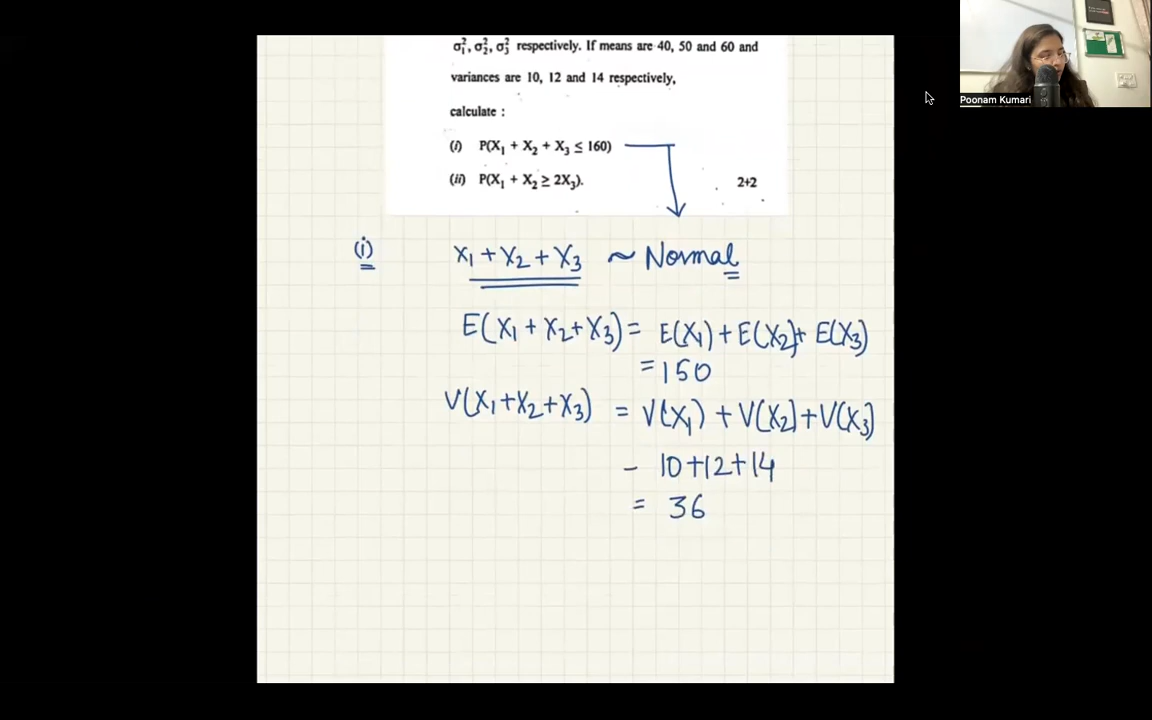 σ₁², σ₂², σ₃² respectively. If means are 40, 50 and 60 and
variances are 10, 12 and 14 respectively,
calculate :
(i) P(X₁ + X₂ + X₃ ≤ 160)
(ii) P(X₁ + X₂ ≥ 2X₃).
2+2
Poonam Kumari
(i) X₁ + X₂ + X₃ ~ Normal
E(X₁ + X₂ + X₃) = E(X₁) + E(X₂) + E(X₃)
= 150
V(X₁+X₂+X₃) = V(X₁) + V(X₂) + V(X₃)
- 10+12+14
= 36